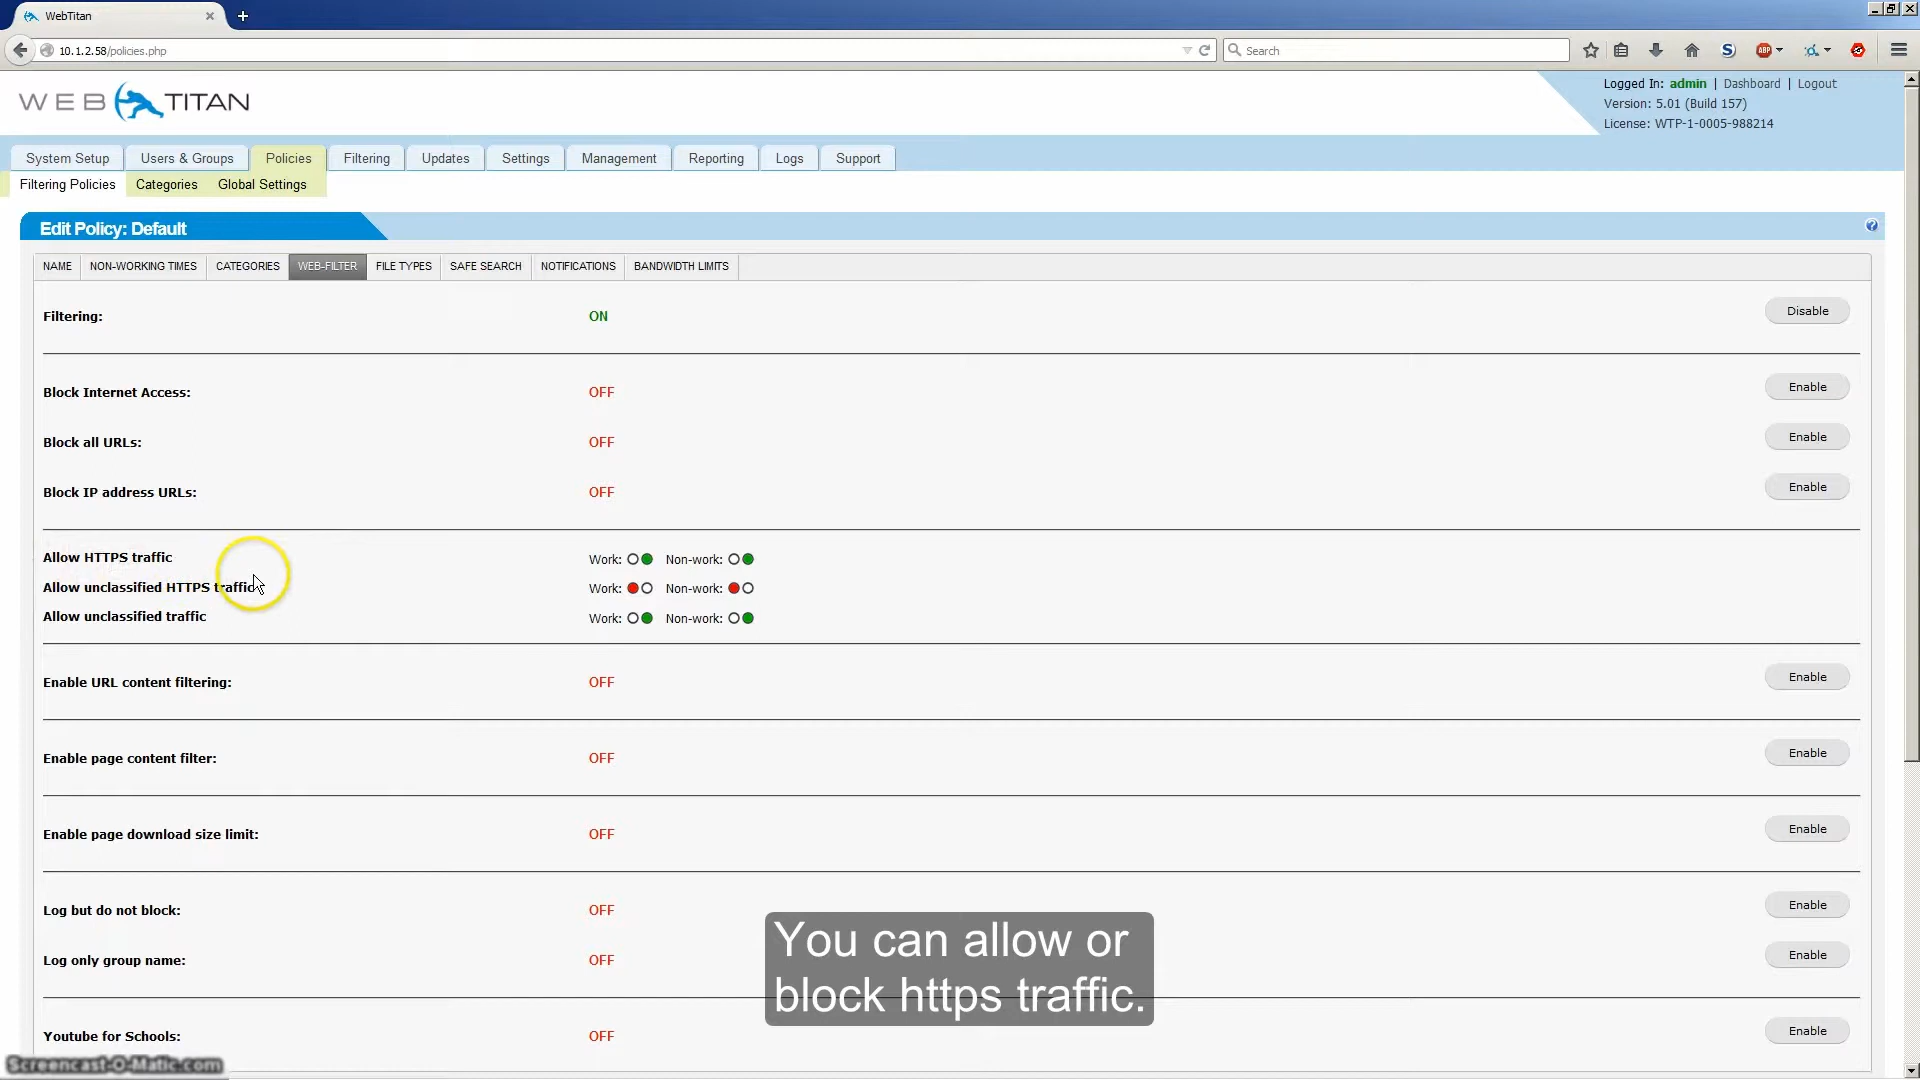 WebTitan
10.1.2.58/policies.php
Search
WEB TITAN
Logged In: admin | Dashboard | Logout
Version: 5.01 (Build 157)
License: WTP-1-0005-988214
System Setup Users & Groups Policies Filtering Updates Settings Management Reporting Logs Support
Filtering Policies Categories Global Settings
Edit Policy: Default
NAME NON-WORKING TIMES CATEGORIES WEB-FILTER FILE TYPES SAFE SEARCH NOTIFICATIONS BANDWIDTH LIMITS
Filtering: ON Disable
Block Internet Access: OFF Enable
Block all URLs: OFF Enable
Block IP address URLs: OFF Enable
Allow HTTPS traffic Work: Non-work:
Allow unclassified HTTPS traffic Work: Non-work:
Allow unclassified traffic Work: Non-work:
Enable URL content filtering: OFF Enable
Enable page content filter: OFF Enable
Enable page download size limit: OFF Enable
Log but do not block: OFF Enable
Log only group name: OFF Enable
You can allow or
block https traffic.
Youtube for Schools: OFF Enable
Screencast-O-Matic.com